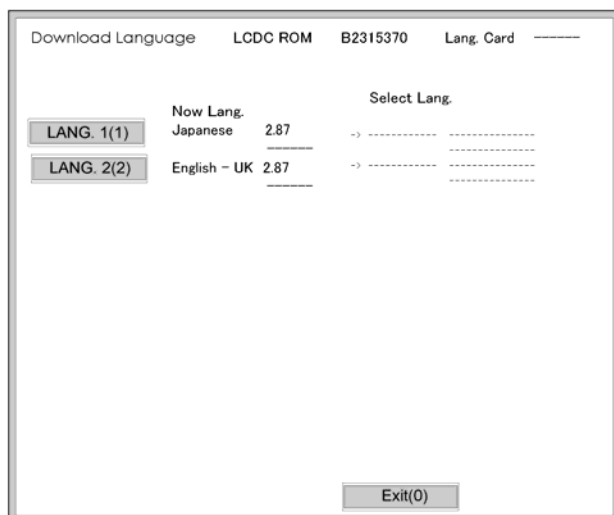 Download Language LCDC ROM B2315370 Lang. Card ------
Select Lang.
Now Lang.
LANG. 1(1) Japanese 2.87 -> ------------ ---------------
------ ---------------
LANG. 2(2) English - UK 2.87 -> ------------ ---------------
------ ---------------
Exit(0)